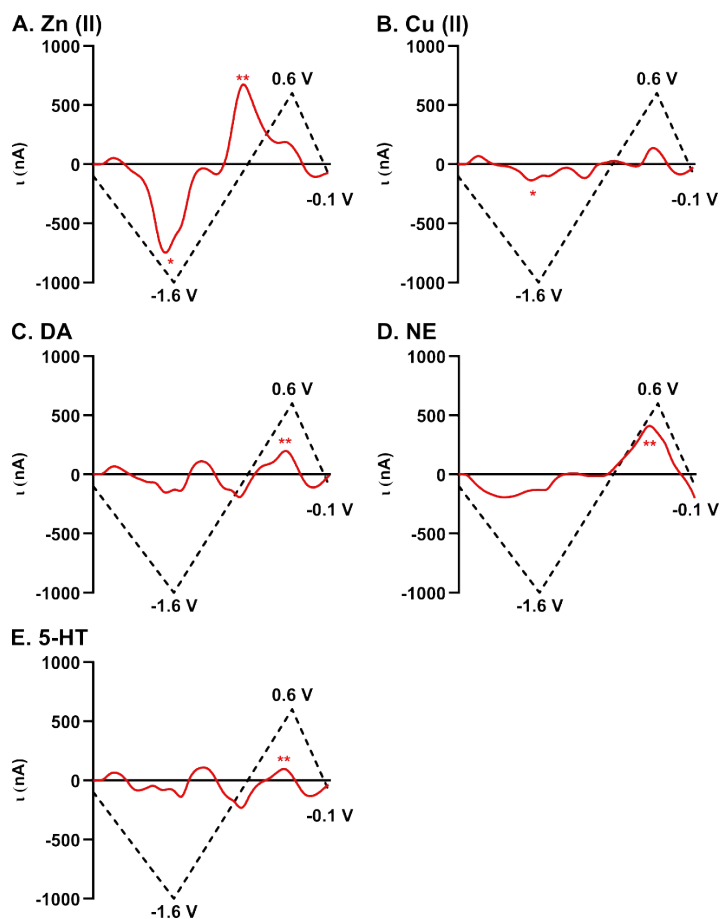 A. Zn (II)
1000
500
0
-500
-1000
ι (nA)
**
*
0.6 V
-0.1 V
-1.6 V
B. Cu (II)
1000
500
0
-500
-1000
ι (nA)
*
0.6 V
-0.1 V
-1.6 V
C. DA
1000
500
0
-500
-1000
ι (nA)
**
0.6 V
-0.1 V
-1.6 V
D. NE
1000
500
0
-500
-1000
ι (nA)
**
0.6 V
-0.1 V
-1.6 V
E. 5-HT
1000
500
0
-500
-1000
ι (nA)
**
0.6 V
-0.1 V
-1.6 V